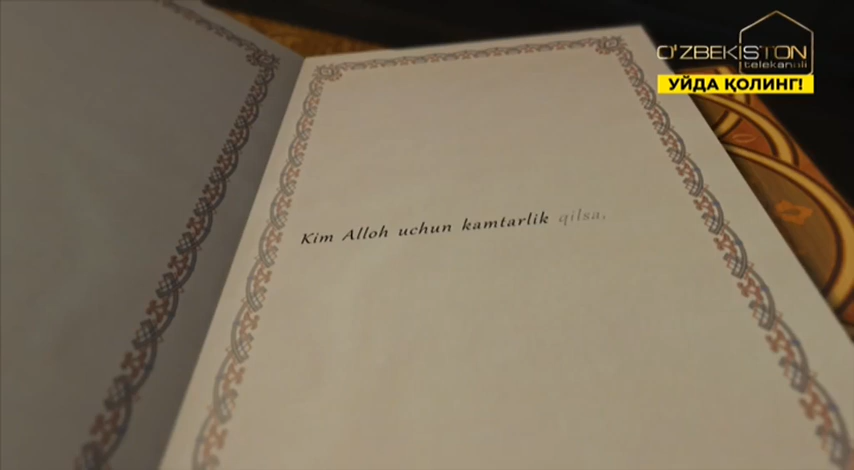 O'ZBEKISTON
telekanali
УЙДА ҚОЛИНГ!
Kim Alloh uchun kamtarlik qilsa,